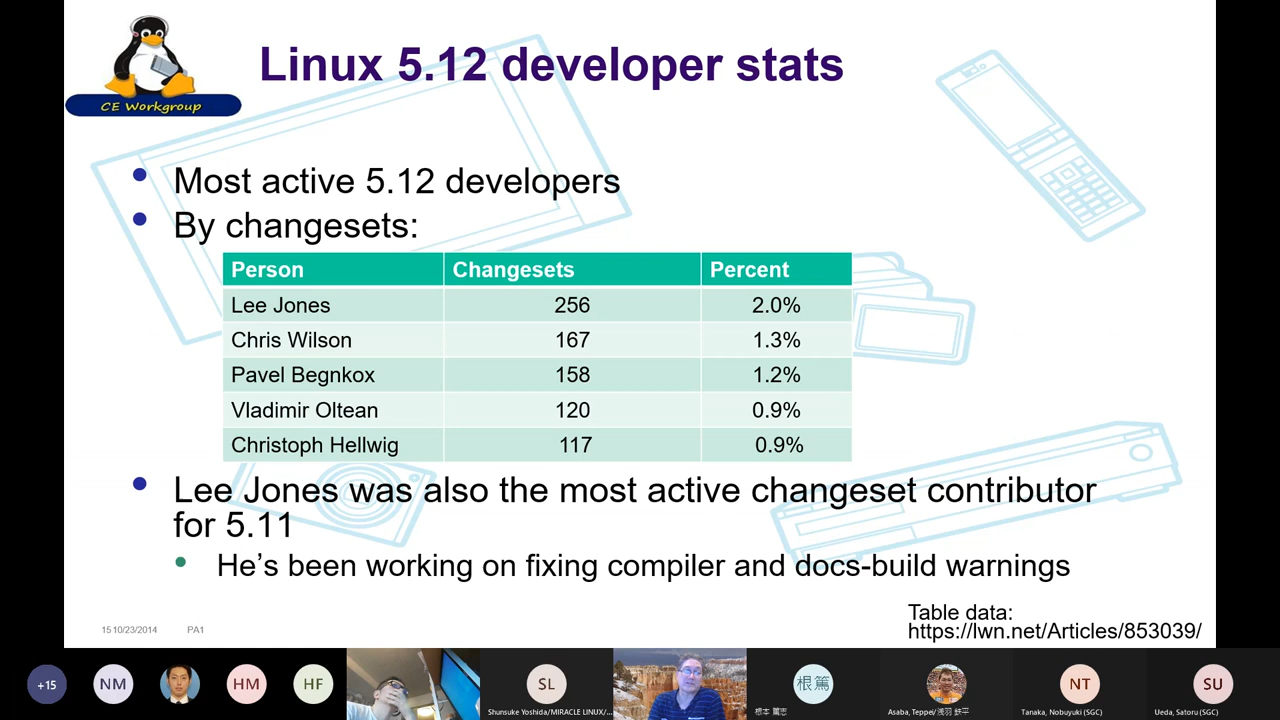 CE Workgroup
Linux 5.12 developer stats
Most active 5.12 developers
By changesets:
Person Changesets Percent
Lee Jones 256 2.0%
Chris Wilson 167 1.3%
Pavel Begnkox 158 1.2%
Vladimir Oltean 120 0.9%
Christoph Hellwig 117 0.9%
Lee Jones was also the most active changeset contributor
for 5.11
He's been working on fixing compiler and docs-build warnings
Table data:
https://lwn.net/Articles/853039/
15 10/23/2014 PA1
+15 NM HM HF SL 根篤 NT SU
Shunsuke Yoshida/MIRACLE LINUX/... 根本 篤志 Asaba, Teppei/浅羽 鉄平 Tanaka, Nobuyuki (SGC) Ueda, Satoru (SGC)